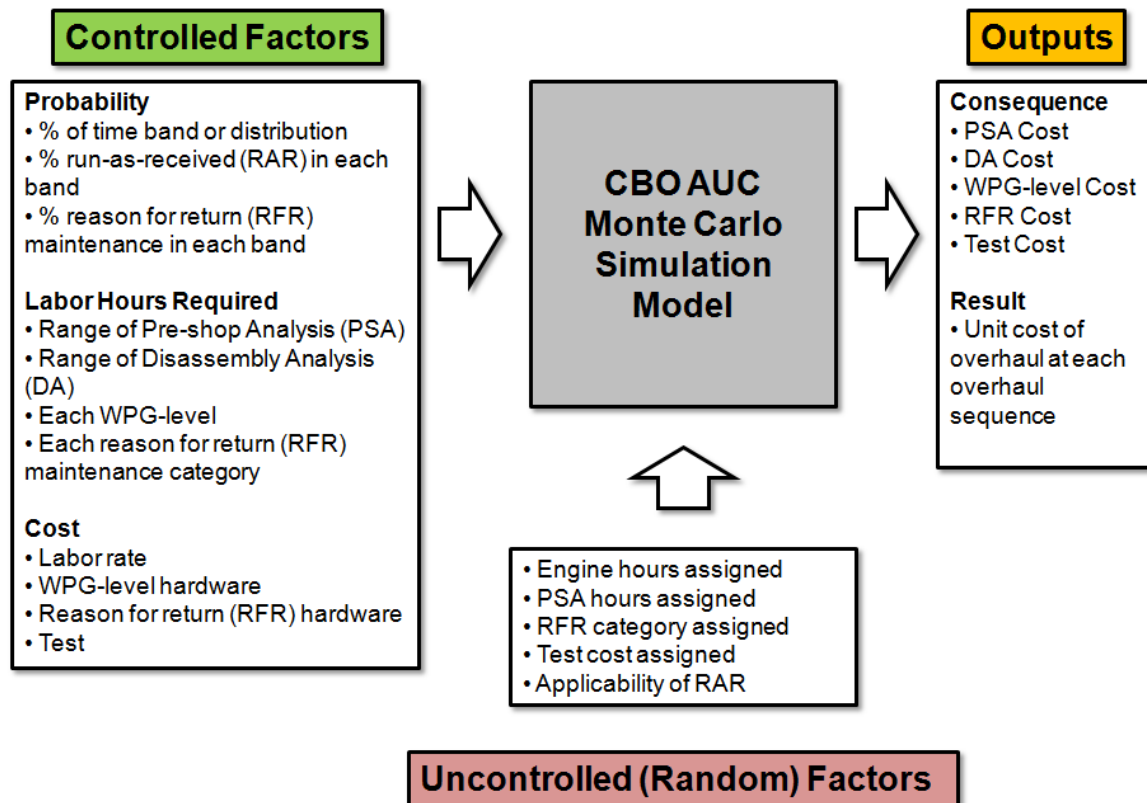 Controlled Factors
Probability
• % of time band or distribution
• % run-as-received (RAR) in each
band
• % reason for return (RFR)
maintenance in each band
Labor Hours Required
• Range of Pre-shop Analysis (PSA)
• Range of Disassembly Analysis
(DA)
• Each WPG-level
• Each reason for return (RFR)
maintenance category
Cost
• Labor rate
• WPG-level hardware
• Reason for return (RFR) hardware
• Test
CBO AUC
Monte Carlo
Simulation
Model
• Engine hours assigned
• PSA hours assigned
• RFR category assigned
• Test cost assigned
• Applicability of RAR
Uncontrolled (Random) Factors
Outputs
Consequence
• PSA Cost
• DA Cost
• WPG-level Cost
• RFR Cost
• Test Cost
Result
• Unit cost of
overhaul at each
overhaul
sequence